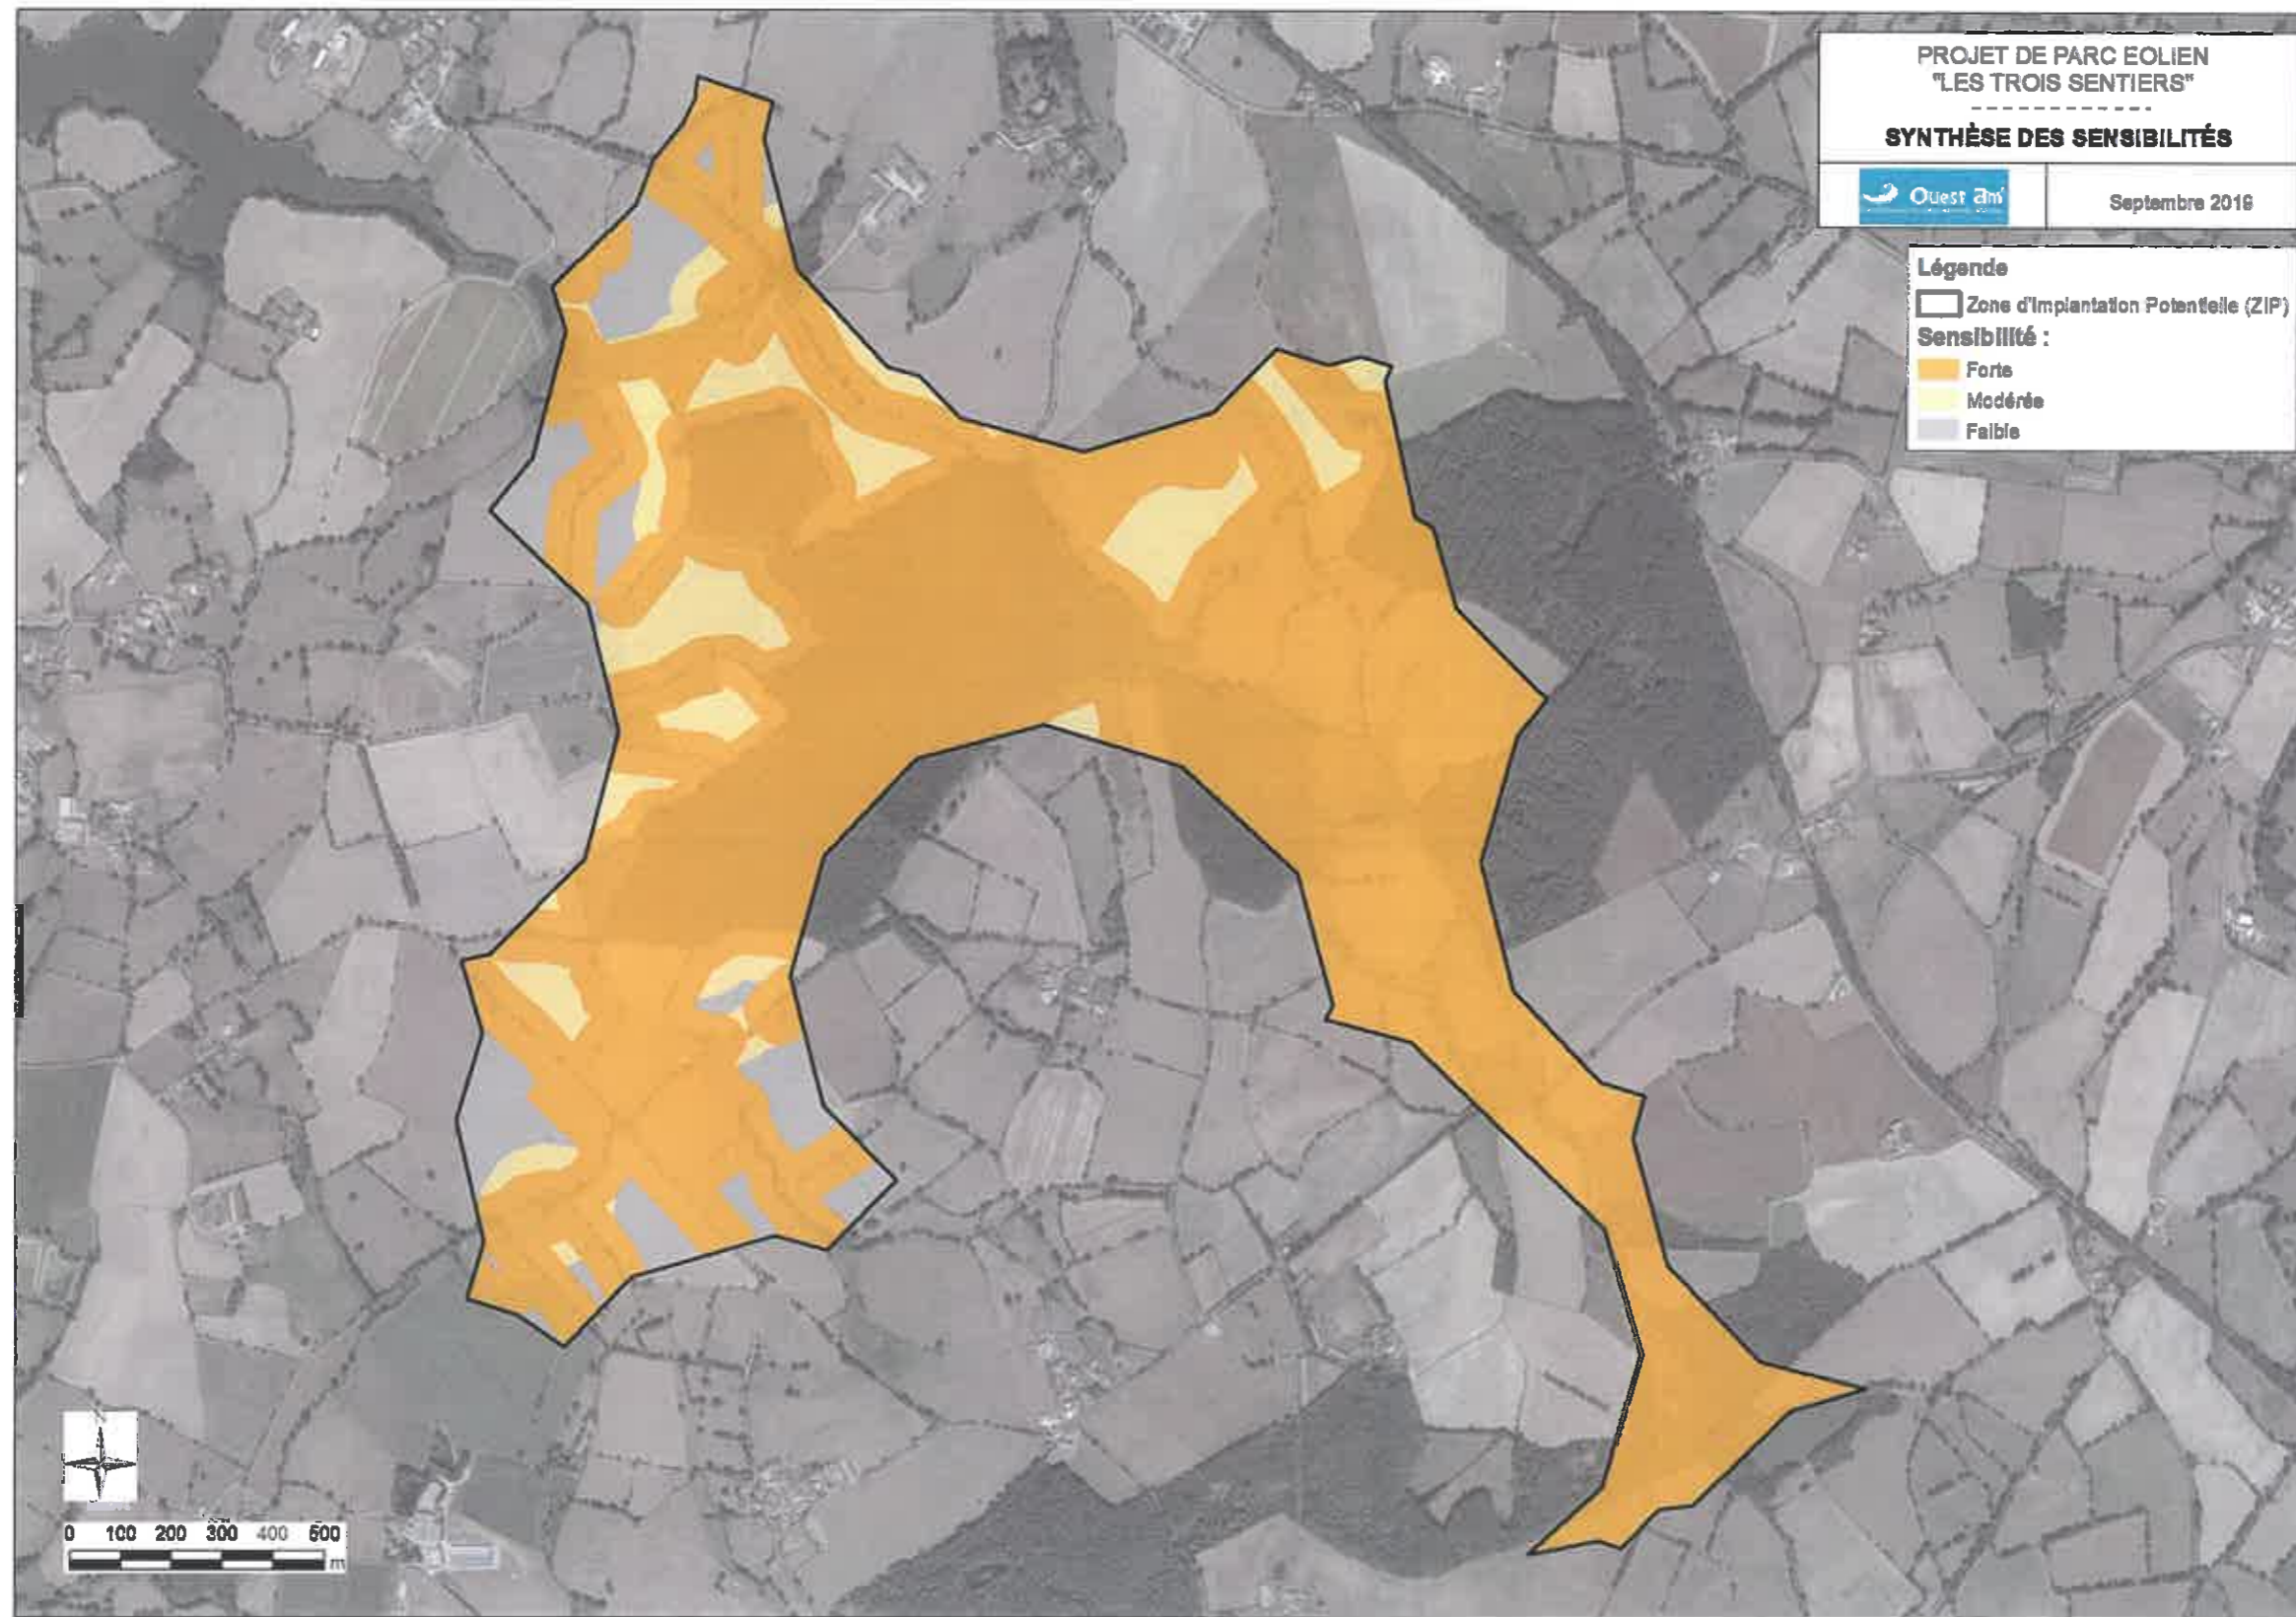 PROJET DE PARC EOLIEN
"LES TROIS SENTIERS"
SYNTHÈSE DES SENSIBILITÉS
Ouest am'
Septembre 2019
Légende
Zone d'Implantation Potentielle (ZIP)
Sensibilité :
Forte
Modérée
Faible
0 100 200 300 400 500
m